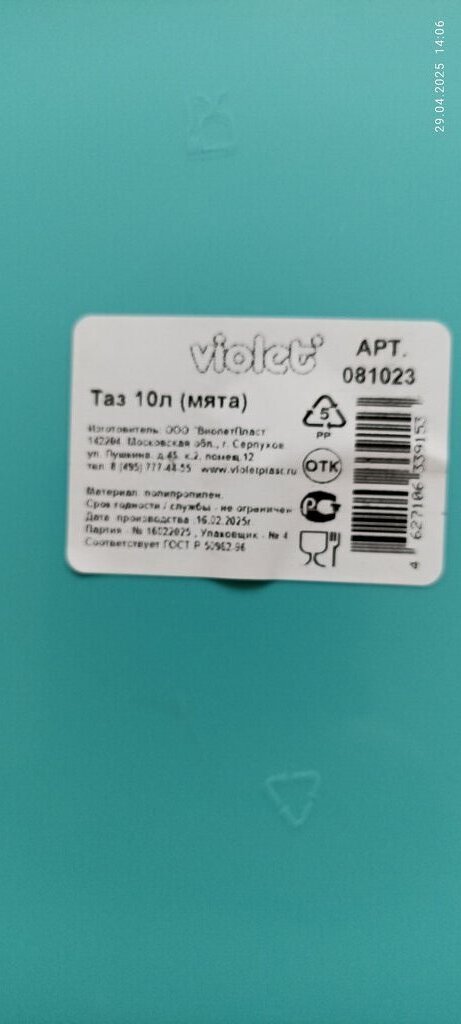 29.04.2025 14:06
violet
АРТ.
081023
Таз 10л (мята)
Изготовитель: ООО "ВиолетПласт"
142204, Московская обл., г. Серпухов
ул. Пушкина, д.45, к.2, помещ.12
тел. 8 (495) 777-48-55 www.violetplast.ru
Материал: полипропилен.
Срок годности / службы - не ограничен
Дата производства: 16.02.2025г.
Партия - № 16022025, Упаковщик - № 4
Соответствует ГОСТ Р 50962-96
5
PP
ОТК
РС
4 627106 339153